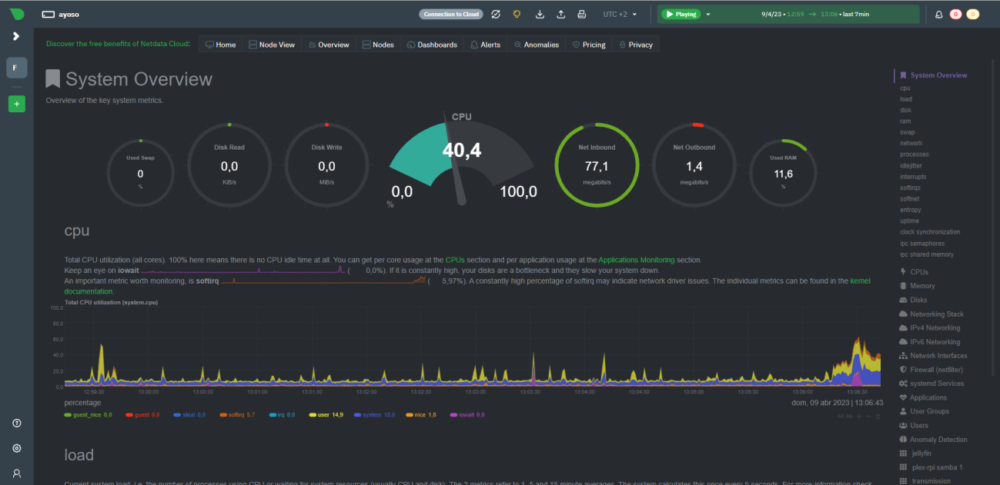 ayoso
Connection to Cloud
UTC +2
Playing
9/4/23 • 12:59 → 13:06 • last 7min
0
0
F
+
Discover the free benefits of Netdata Cloud:
Home
Node View
Overview
Nodes
Dashboards
Alerts
Anomalies
Pricing
Privacy
System Overview
Overview of the key system metrics.
Used Swap
0
%
Disk Read
0,0
KiB/s
Disk Write
0,0
MiB/s
CPU
40,4
0,0
100,0
%
Net Inbound
77,1
megabits/s
Net Outbound
1,4
megabits/s
Used RAM
11,6
%
cpu
Total CPU utilization (all cores). 100% here means there is no CPU idle time at all. You can get per core usage at the CPUs section and per application usage at the Applications Monitoring section.
Keep an eye on iowait ( 0,0%). If it is constantly high, your disks are a bottleneck and they slow your system down.
An important metric worth monitoring, is softirq ( 5,97%). A constantly high percentage of softirq may indicate network driver issues. The individual metrics can be found in the kernel
documentation.
Total CPU utilization (system.cpu)
100,0
80,0
60,0
40,0
20,0
0.0
12:59:30
13:00:00
13:00:30
13:01:00
13:01:30
13:02:00
13:02:30
13:03:00
13:03:30
13:04:00
13:04:30
13:05:00
13:05:30
13:06:00
13:06:30
percentage
dom, 09 abr 2023 | 13:06:43
guest_nice 0,0
guest 0,0
steal 0,0
softirq 5,7
irq 0,0
user 14,9
system 18,0
nice 1,8
iowait 0,0
load
Current system load, i.e. the number of processes using CPU or waiting for system resources (usually CPU and disk). The 3 metrics refer to 1, 5 and 15 minute averages. The system calculates this once every 5 seconds. For more information check
System Overview
cpu
load
disk
ram
swap
network
processes
idlejitter
interrupts
softirqs
softnet
entropy
uptime
clock synchronization
ipc semaphores
ipc shared memory
CPUs
Memory
Disks
Networking Stack
IPv4 Networking
IPv6 Networking
Network Interfaces
Firewall (netfilter)
systemd Services
Applications
User Groups
Users
Anomaly Detection
jellyfin
plex-rpi samba 1
transmission